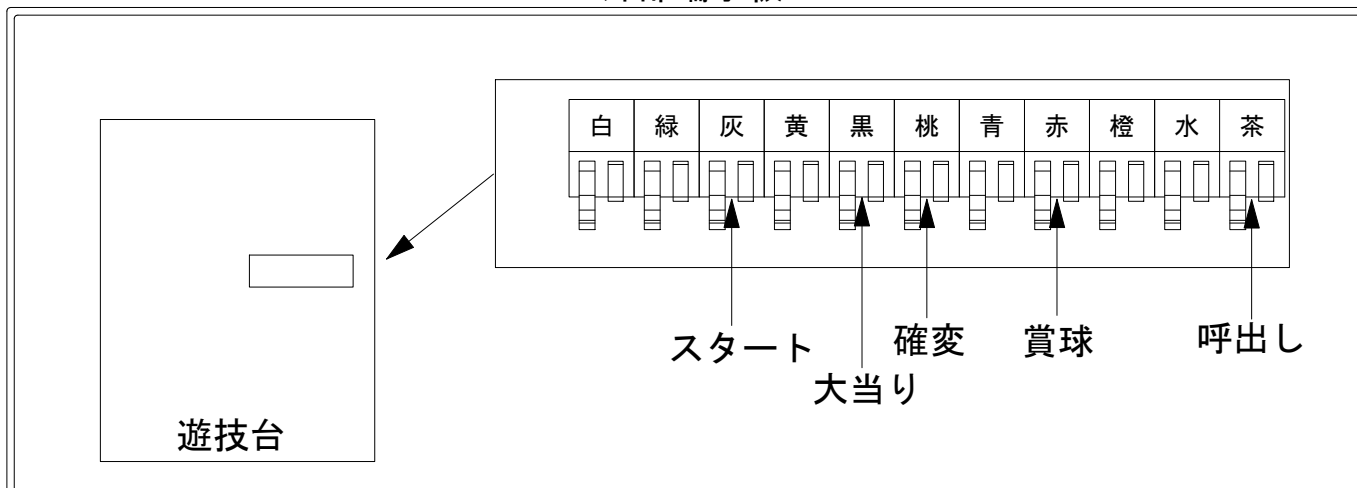 白 緑 灰 黄 黒 桃 青 赤 橙 水 茶
スタート
大当り
確変
賞球
呼出し
遊技台